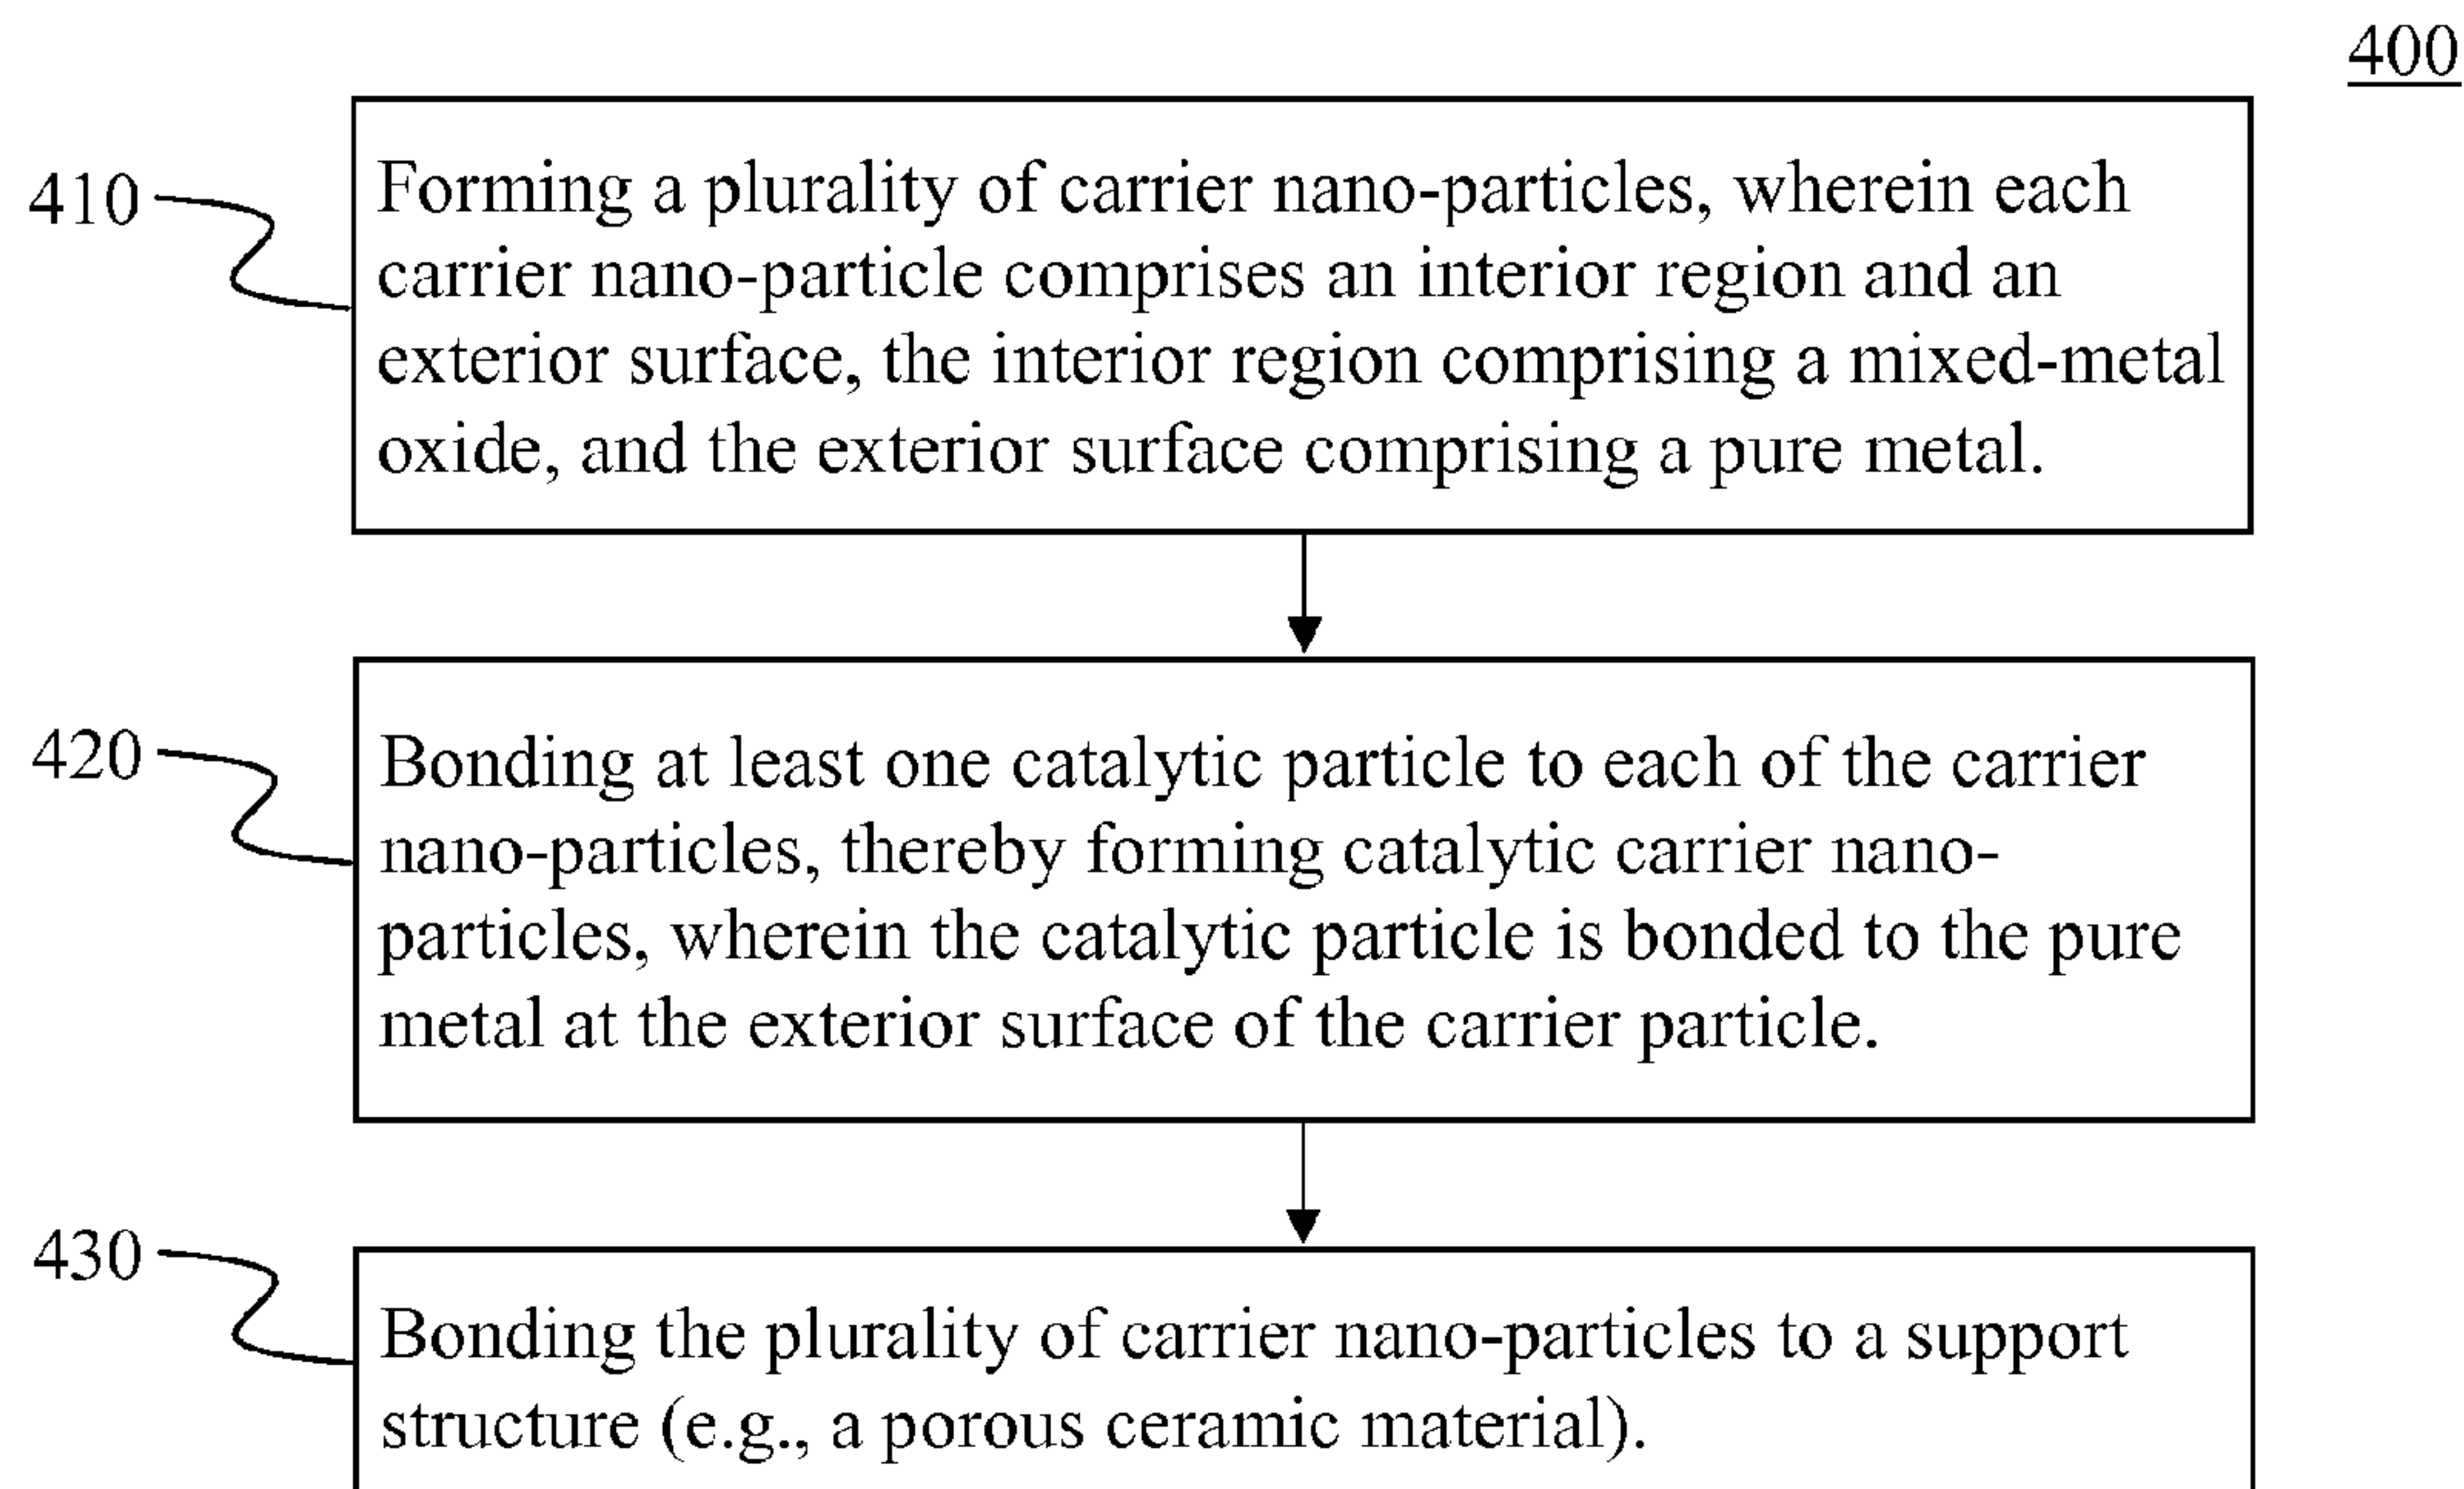 400
410
Forming a plurality of carrier nano-particles, wherein each
carrier nano-particle comprises an interior region and an
exterior surface, the interior region comprising a mixed-metal
oxide, and the exterior surface comprising a pure metal.
420
Bonding at least one catalytic particle to each of the carrier
nano-particles, thereby forming catalytic carrier nano-
particles, wherein the catalytic particle is bonded to the pure
metal at the exterior surface of the carrier particle.
430
Bonding the plurality of carrier nano-particles to a support
structure (e.g., a porous ceramic material).